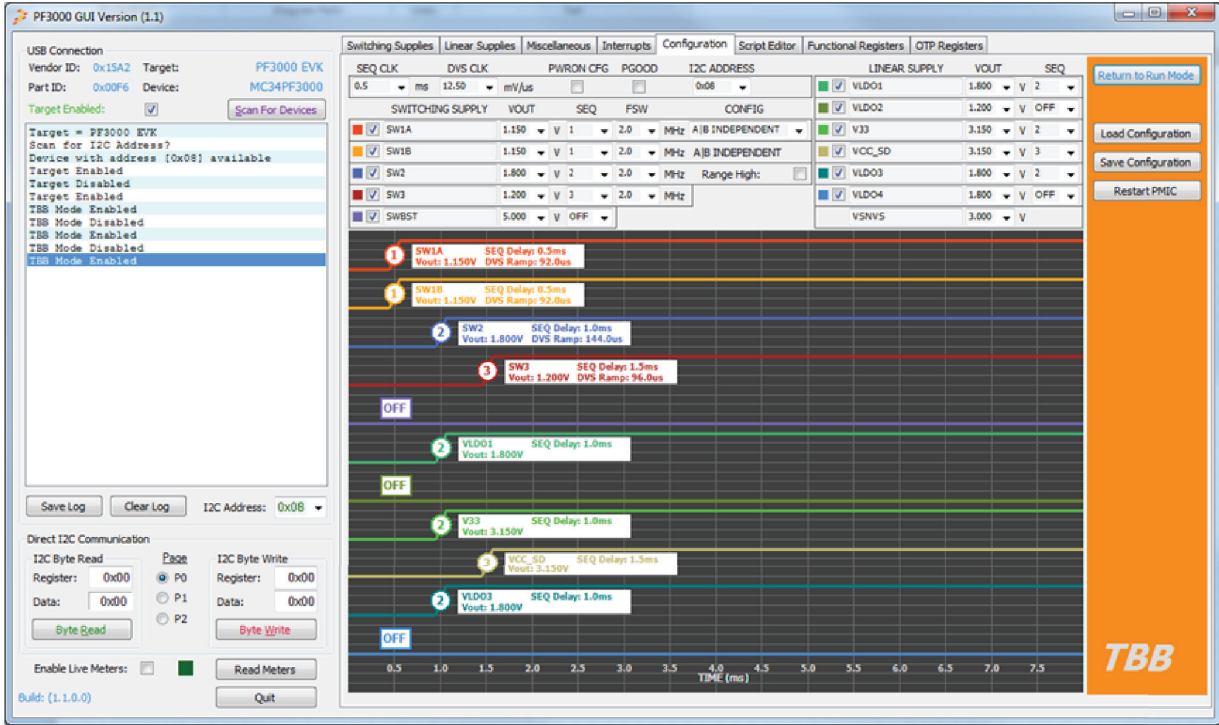 PF3000 GUI Version (1.1)
USB Connection
Vendor ID: 0x15A2 Target: PF3000 EVK
Part ID: 0x00F6 Device: MC34PF3000
Target Enabled: Scan For Devices
Target = PF3000 EVK
Scan for I2C Address?
Device with address [0x08] available
Target Enabled
Target Disabled
Target Enabled
TBB Mode Enabled
TBB Mode Disabled
TBB Mode Enabled
TBB Mode Disabled
TBB Mode Enabled
Save Log Clear Log I2C Address: 0x08
Direct I2C Communication
I2C Byte Read Page I2C Byte Write
Register: 0x00 P0 Register: 0x00
Data: 0x00 P1 Data: 0x00
P2
Byte Read Byte Write
Enable Live Meters: Read Meters
Build: (1.1.0.0) Quit
Switching Supplies Linear Supplies Miscellaneous Interrupts Configuration Script Editor Functional Registers OTP Registers
SEQ CLK DVS CLK PWRON CFG PGOOD I2C ADDRESS
0.5 ms 12.50 mV/us 0x08
SWITCHING SUPPLY VOUT SEQ FSW CONFIG
SW1A 1.150 V 1 2.0 MHz A|B INDEPENDENT
SW1B 1.150 V 1 2.0 MHz A|B INDEPENDENT
SW2 1.800 V 2 2.0 MHz Range High:
SW3 1.200 V 3 2.0 MHz
SWBST 5.000 V OFF
LINEAR SUPPLY VOUT SEQ
VLDO1 1.800 V 2
VLDO2 1.200 V OFF
V33 3.150 V 2
VCC_SD 3.150 V 3
VLDO3 1.800 V 2
VLDO4 1.800 V OFF
VSNVS 3.000 V
Return to Run Mode
Load Configuration
Save Configuration
Restart PMIC
1 SW1A SEQ Delay: 0.5ms
Vout: 1.150V DVS Ramp: 92.0us
1 SW1B SEQ Delay: 0.5ms
Vout: 1.150V DVS Ramp: 92.0us
2 SW2 SEQ Delay: 1.0ms
Vout: 1.800V DVS Ramp: 144.0us
3 SW3 SEQ Delay: 1.5ms
Vout: 1.200V DVS Ramp: 96.0us
OFF
2 VLDO1 SEQ Delay: 1.0ms
Vout: 1.800V
OFF
2 V33 SEQ Delay: 1.0ms
Vout: 3.150V
3 VCC_SD SEQ Delay: 1.5ms
Vout: 3.150V
2 VLDO3 SEQ Delay: 1.0ms
Vout: 1.800V
OFF
0.5 1.0 1.5 2.0 2.5 3.0 3.5 4.0 4.5 5.0 5.5 6.0 6.5 7.0 7.5
TIME (ms)
TBB